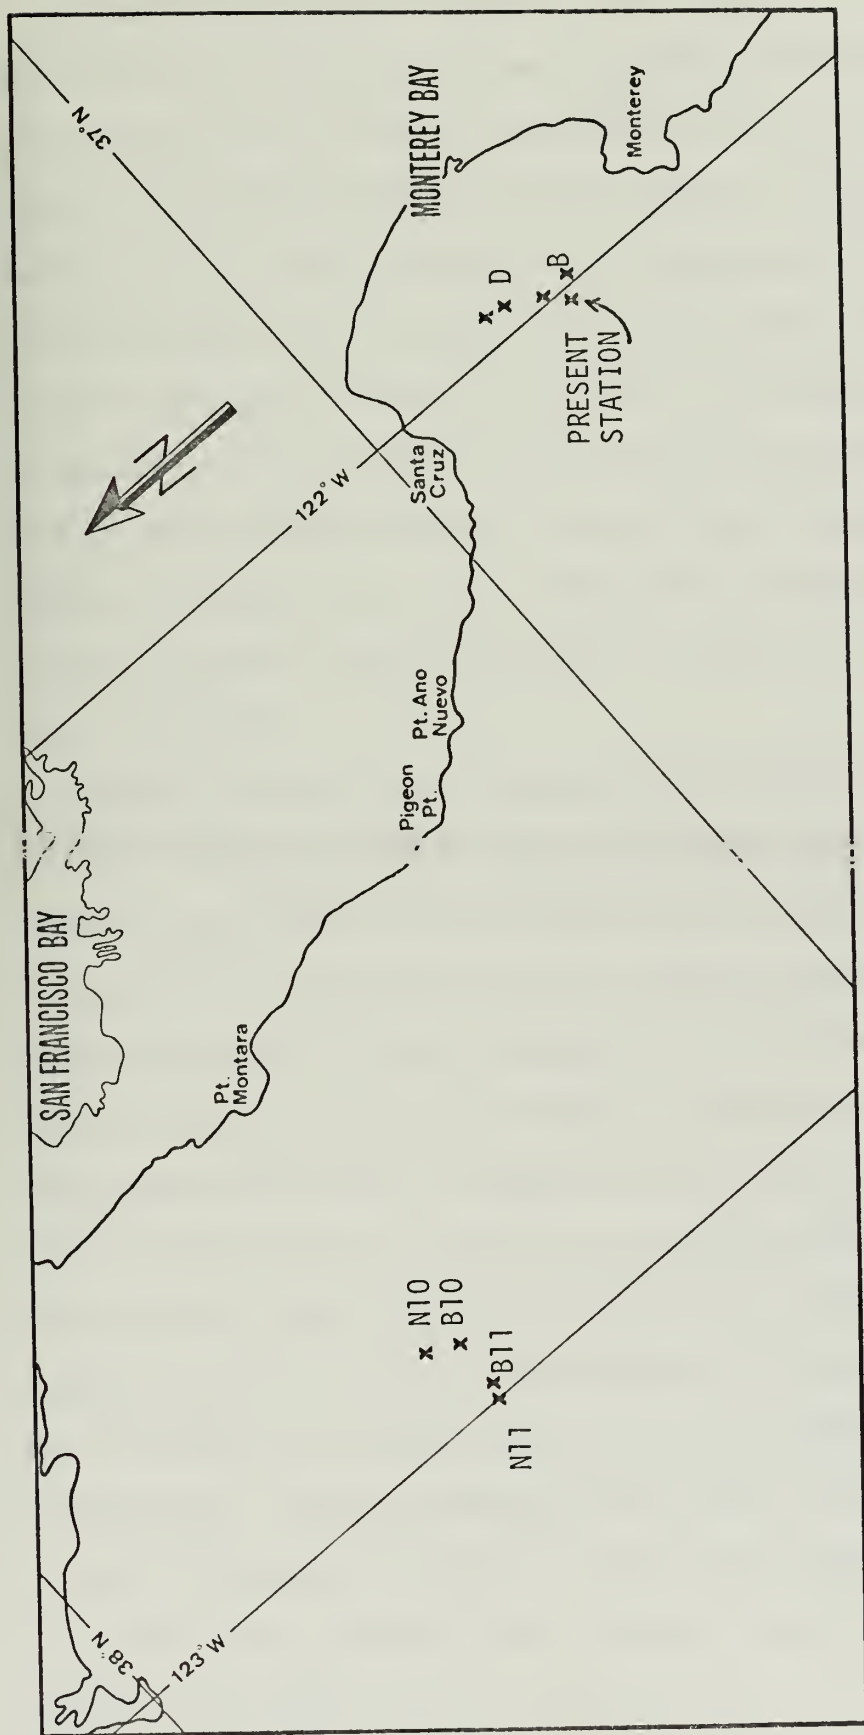 37°N
MONTEREY BAY
Monterey
D
B
PRESENT
STATION
122°W
Santa
Cruz
Pt. Ano
Nuevo
Pigeon
Pt.
SAN FRANCISCO BAY
Pt.
Montara
N10
B10
B11
N11
38°N
123°W